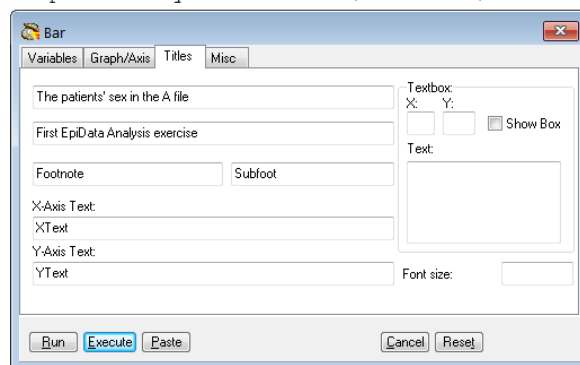 Bar
Variables Graph/Axis Titles Misc
The patients' sex in the A file
First EpiData Analysis exercise
Footnote Subfoot
X-Axis Text:
XText
Y-Axis Text:
YText
Textbox:
X: Y:
Show Box
Text:
Font size:
Run Execute Paste Cancel Reset